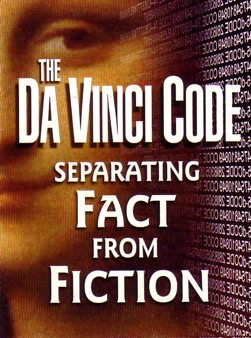 THE
DA VINCI CODE
SEPARATING
FACT
FROM
FICTION